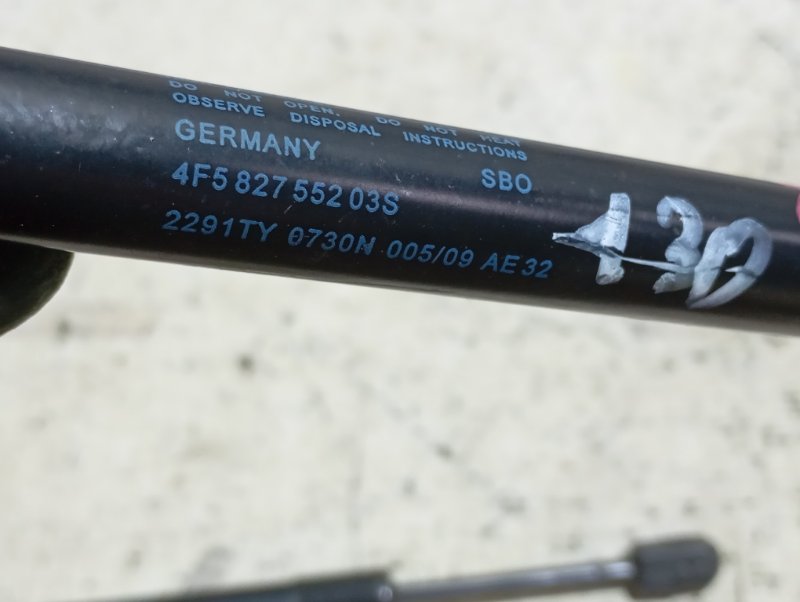 DO NOT OPEN. DO NOT HEAT
OBSERVE DISPOSAL INSTRUCTIONS
GERMANY SBO
4F5 827 552 03S
2291TY 0730N 005/09 AE 32
730